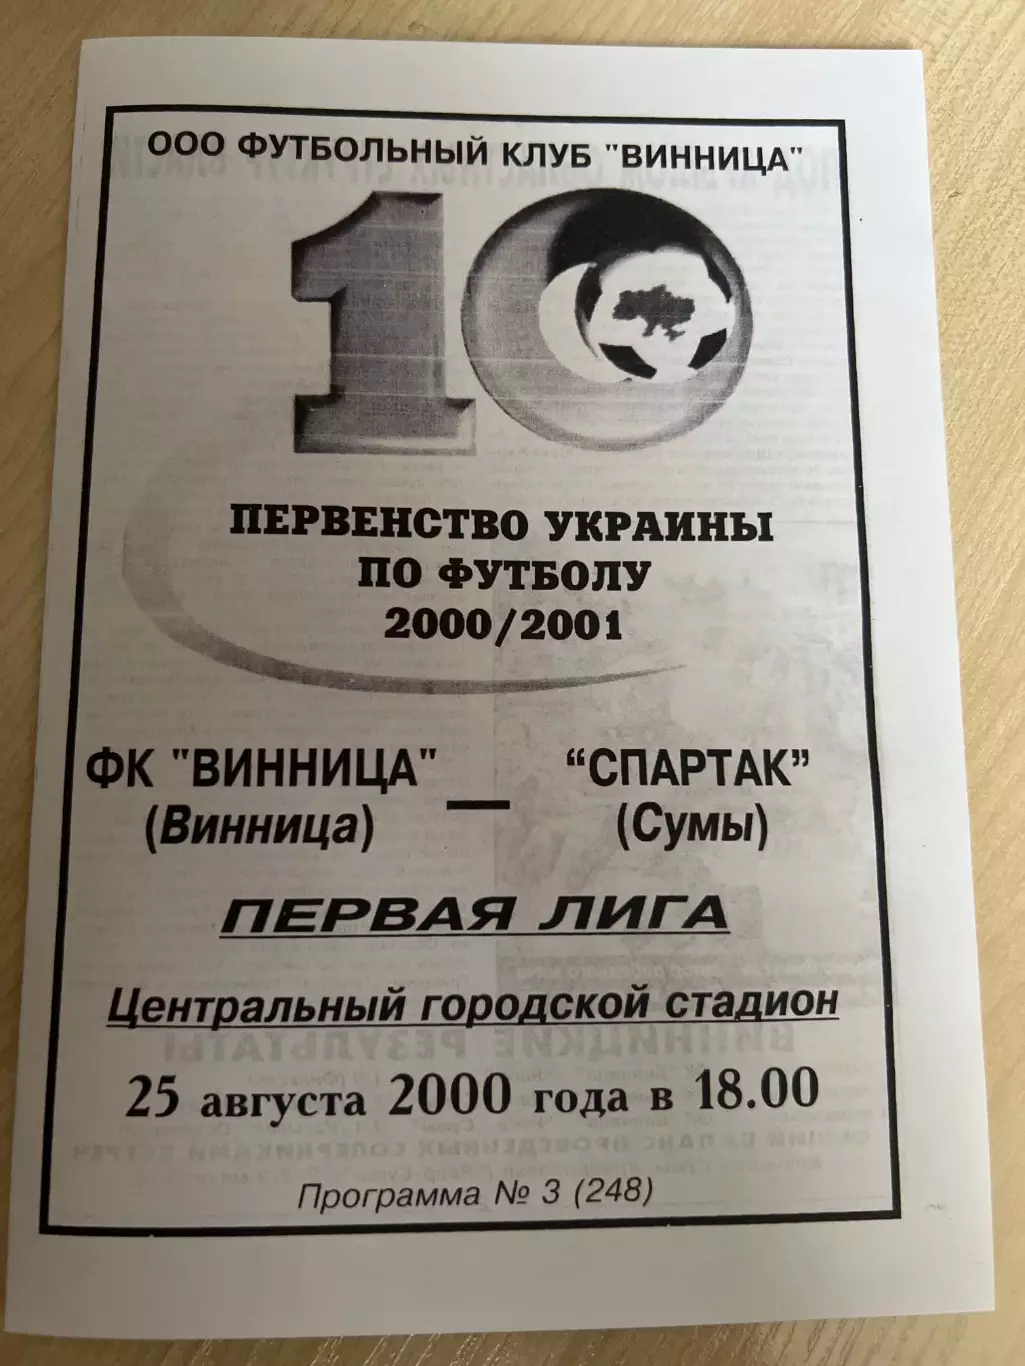 ООО ФУТБОЛЬНЫЙ КЛУБ "ВИННИЦА"
10
ПЕРВЕНСТВО УКРАИНЫ
ПО ФУТБОЛУ
2000/2001
ФК "ВИННИЦА" — “СПАРТАК”
(Винница) (Сумы)
ПЕРВАЯ ЛИГА
Центральный городской стадион
25 августа 2000 года в 18.00
Программа № 3 (248)